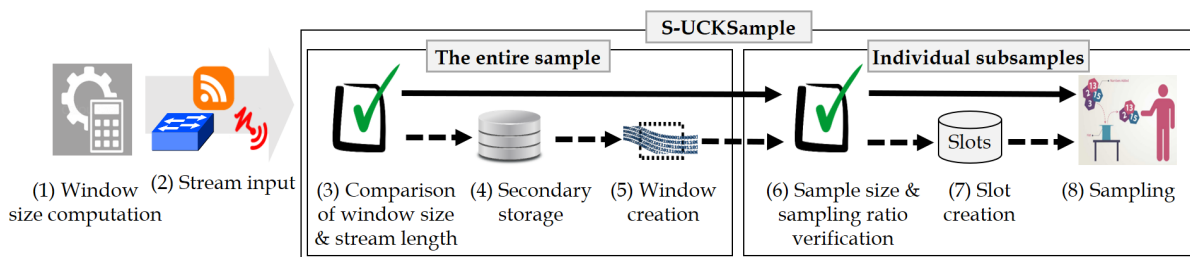 S-UCKSample
The entire sample
Individual subsamples
Slots
(1) Window
size computation
(2) Stream input
(3) Comparison
of window size
& stream length
(4) Secondary
storage
(5) Window
creation
(6) Sample size &
sampling ratio
verification
(7) Slot
creation
(8) Sampling